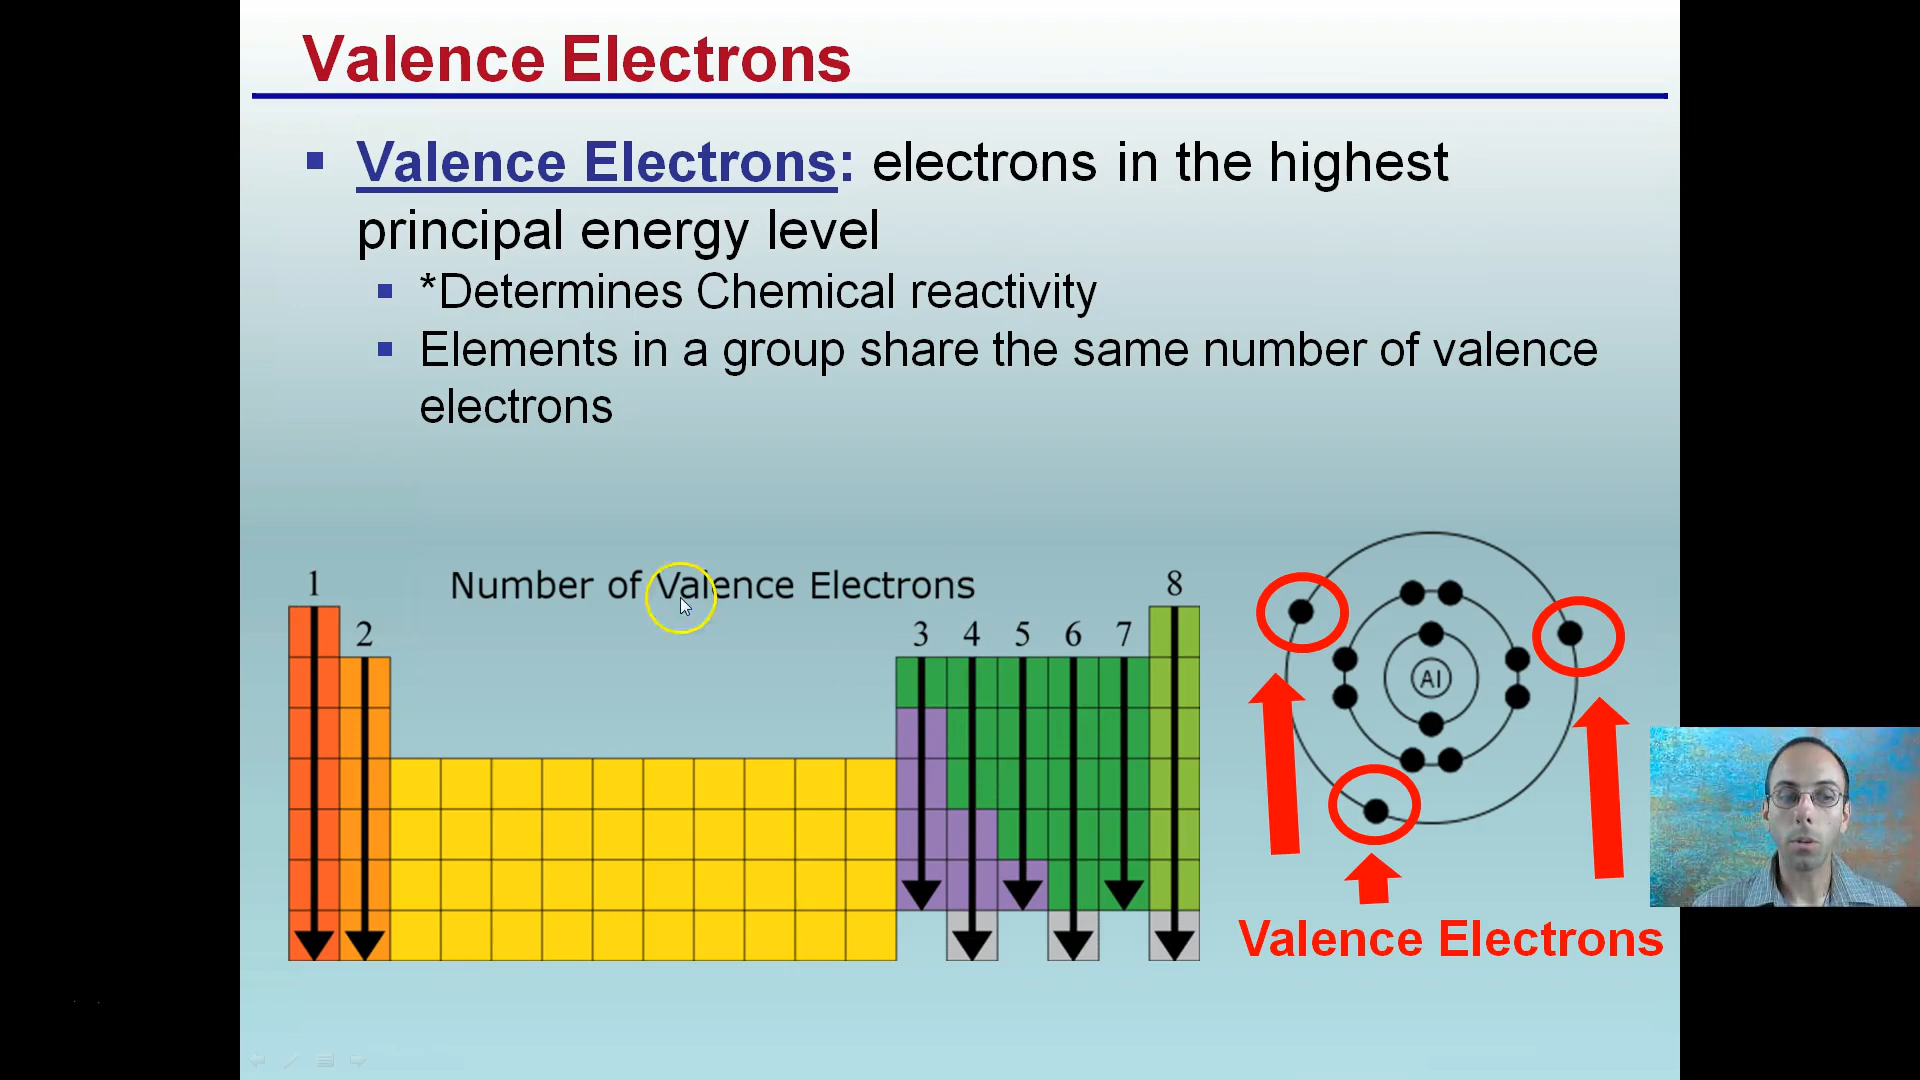 Valence Electrons
Valence Electrons: electrons in the highest
principal energy level
*Determines Chemical reactivity
Elements in a group share the same number of valence
electrons
Number of Valence Electrons
1
2
3 4 5 6 7
8
Al
Valence Electrons